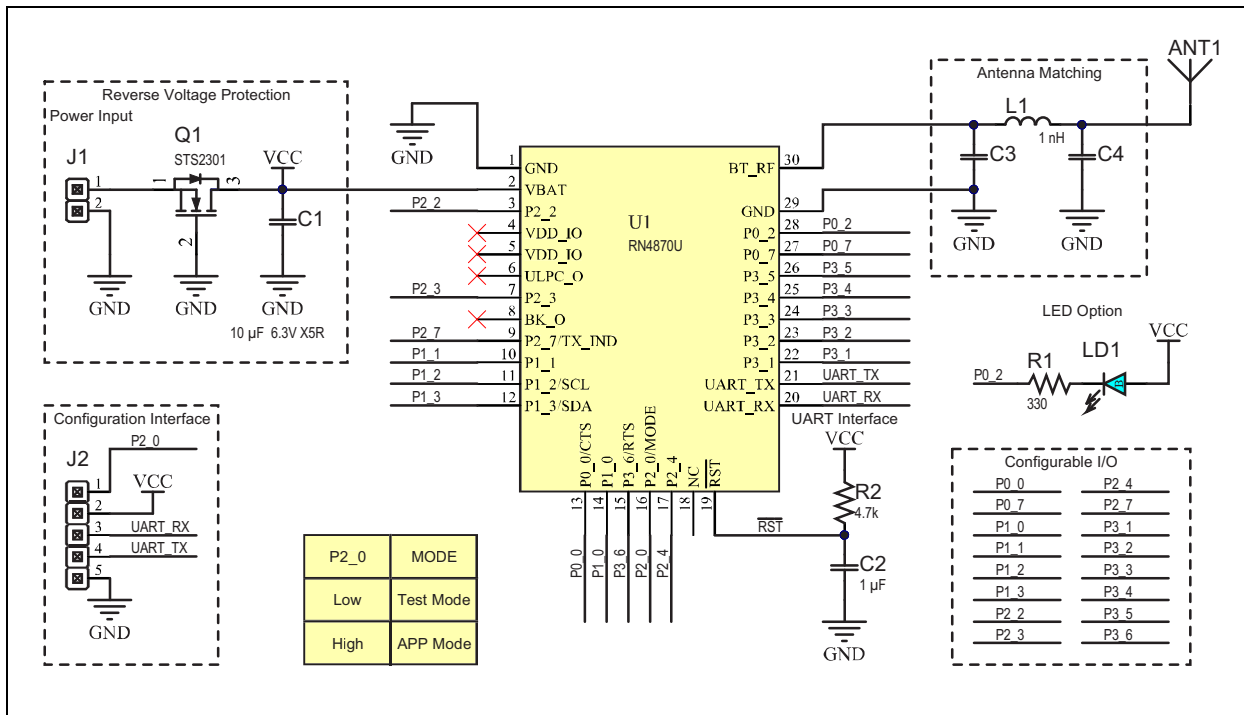 Reverse Voltage Protection
Power Input
J1
1
2
Q1
STS2301
1
3
2
VCC
C1
10 µF 6.3V X5R
GND
GND
GND
GND
U1
RN4870U
1 GND
2 VBAT
P2_2 3 P2_2
4 VDD_IO
5 VDD_IO
6 ULPC_O
P2_3 7 P2_3
8 BK_O
P2_7 9 P2_7/TX_IND
P1_1 10 P1_1
P1_2 11 P1_2/SCL
P1_3 12 P1_3/SDA
BT_RF 30
GND 29
P0_2 28 P0_2
P0_7 27 P0_7
P3_5 26 P3_5
P3_4 25 P3_4
P3_3 24 P3_3
P3_2 23 P3_2
P3_1 22 P3_1
UART_TX 21 UART_TX
UART_RX 20 UART_RX
UART Interface
P0_0/CTS 13 P0_0
P1_0 14 P1_0
P3_6/RTS 15 P3_6
P2_0/MODE 16 P2_0
P2_4 17 P2_4
NC 18
RST 19
RST
VCC
R2
4.7k
C2
1 µF
GND
Antenna Matching
ANT1
L1
1 nH
C3
C4
GND
GND
LED Option
VCC
P0_2
R1
330
LD1
B
Configuration Interface
P2_0
J2
1
VCC
2
3 UART_RX
4 UART_TX
5
GND
P2_0 MODE
Low Test Mode
High APP Mode
Configurable I/O
P0_0 P2_4
P0_7 P2_7
P1_0 P3_1
P1_1 P3_2
P1_2 P3_3
P1_3 P3_4
P2_2 P3_5
P2_3 P3_6